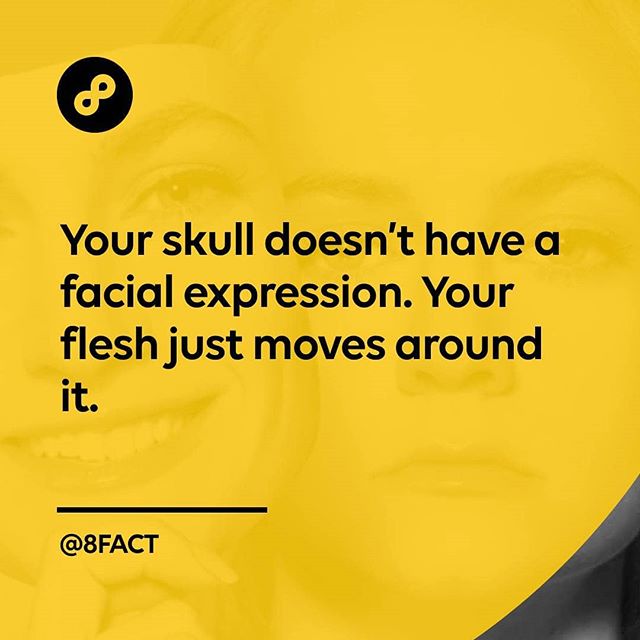 Your skull doesn't have a
facial expression. Your
flesh just moves around
it.
@8FACT